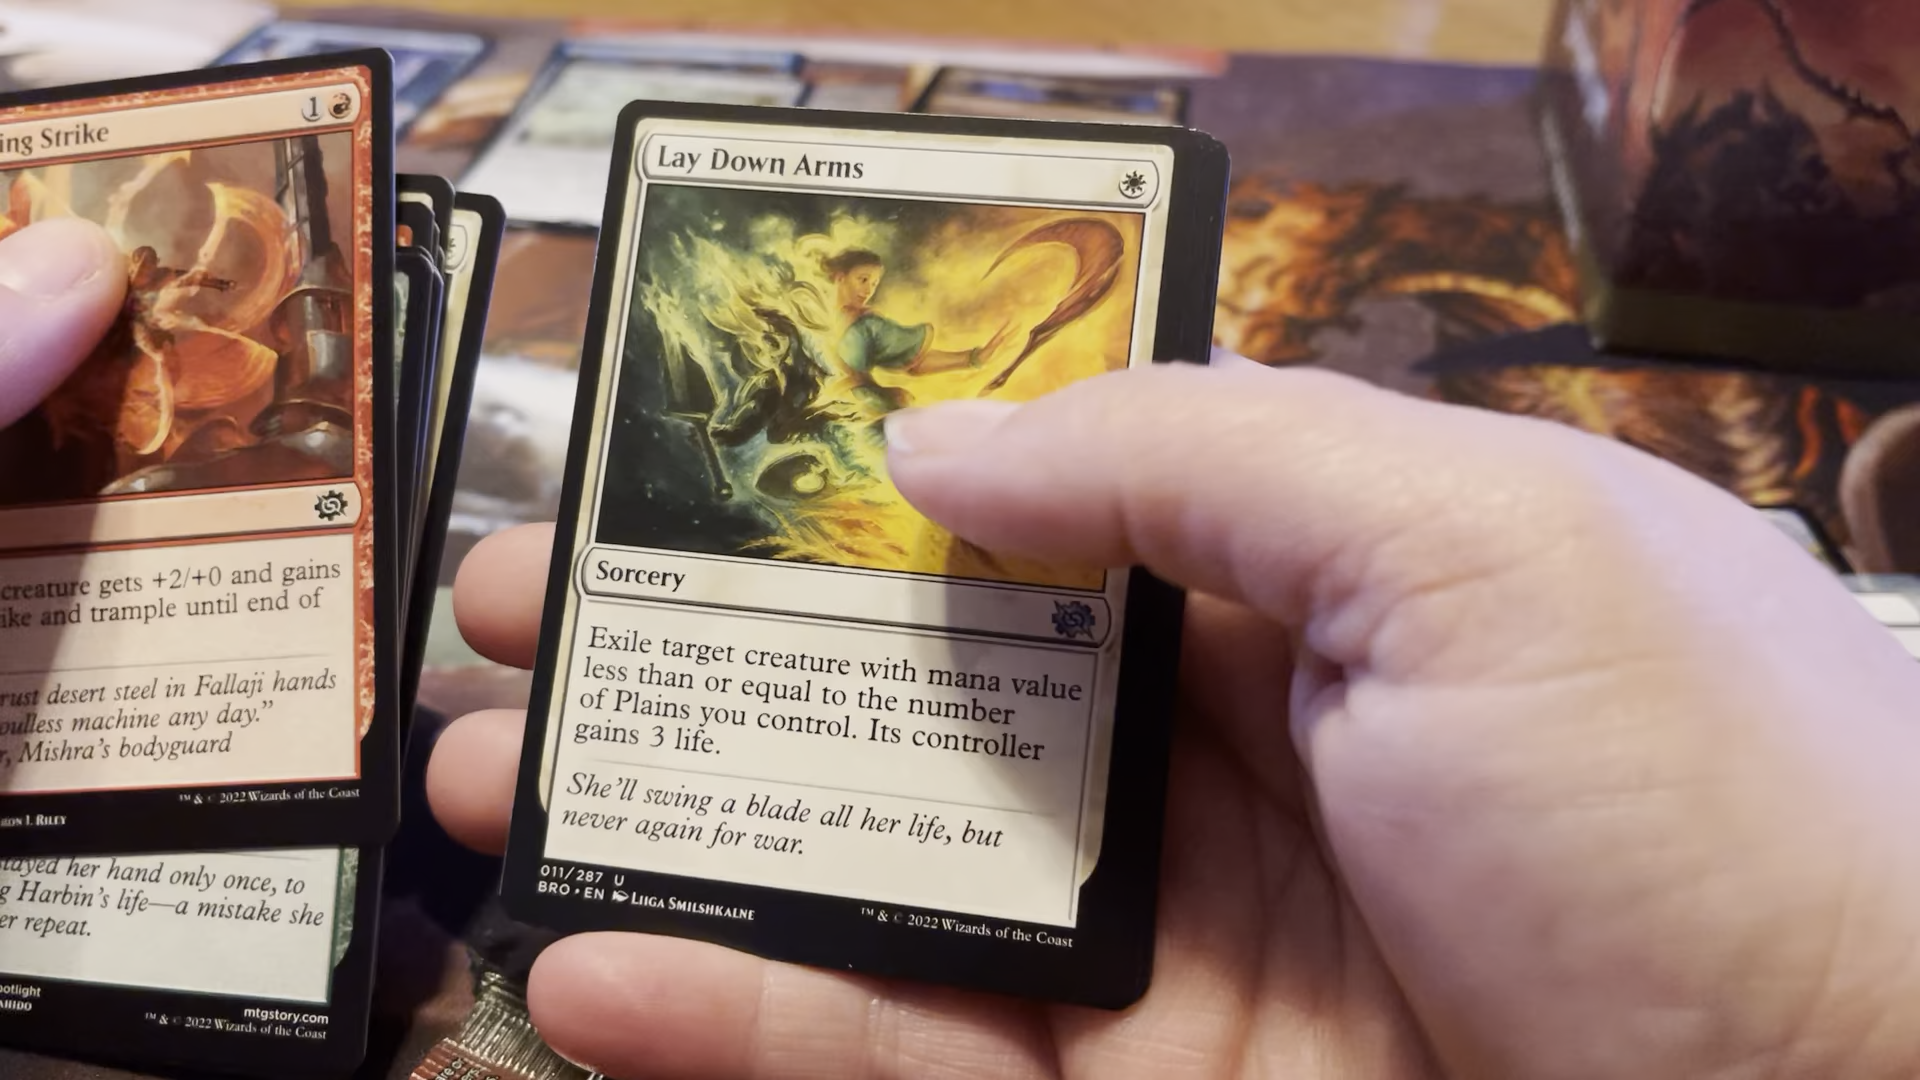 ing Strike
1
creature gets +2/+0 and gains
ike and trample until end of
rust desert steel in Fallaji hands
oulless machine any day.”
r, Mishra’s bodyguard
™ & © 2022 Wizards of the Coast
ron J. Riley
tayed her hand only once, to
g Harbin’s life—a mistake she
er repeat.
potlight
mtgstory.com
™ & © 2022 Wizards of the Coast
Lay Down Arms
Sorcery
Exile target creature with mana value
less than or equal to the number
of Plains you control. Its controller
gains 3 life.
She’ll swing a blade all her life, but
never again for war.
011/287 U
BRO • EN Liiga Smilshkalne
™ & © 2022 Wizards of the Coast